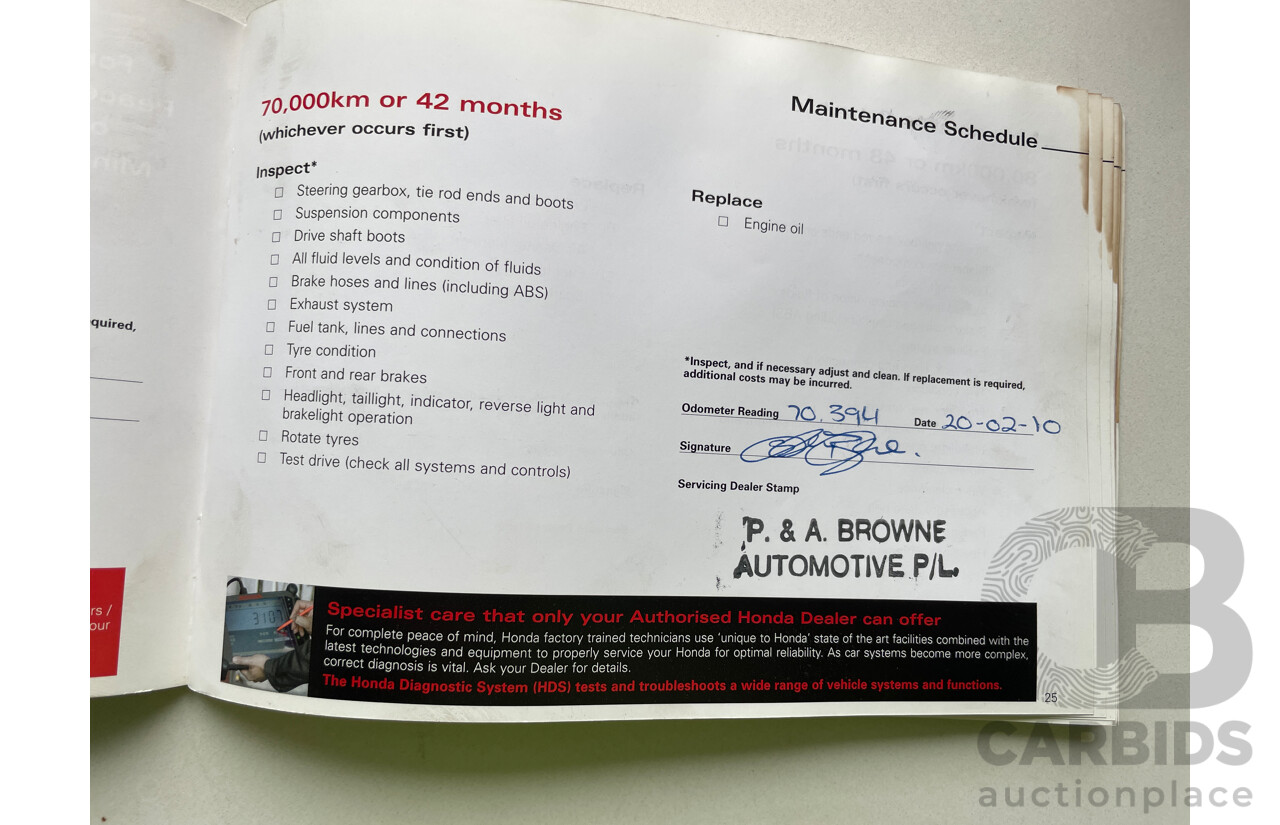 70,000km or 42 months
(whichever occurs first)
Maintenance Schedule
Inspect*
Steering gearbox, tie rod ends and boots
Suspension components
Drive shaft boots
All fluid levels and condition of fluids
Brake hoses and lines (including ABS)
Exhaust system
Fuel tank, lines and connections
Tyre condition
Front and rear brakes
Headlight, taillight, indicator, reverse light and
brakelight operation
Rotate tyres
Test drive (check all systems and controls)
Replace
Engine oil
*Inspect, and if necessary adjust and clean. If replacement is required,
additional costs may be incurred.
Odometer Reading 70.394 Date 20-02-10
Signature
Servicing Dealer Stamp
P. & A. BROWNE
AUTOMOTIVE P/L.
Specialist care that only your Authorised Honda Dealer can offer
For complete peace of mind, Honda factory trained technicians use 'unique to Honda' state of the art facilities combined with the
latest technologies and equipment to properly service your Honda for optimal reliability. As car systems become more complex,
correct diagnosis is vital. Ask your Dealer for details.
The Honda Diagnostic System (HDS) tests and troubleshoots a wide range of vehicle systems and functions.
25
quired,
rs /
our
CB
CARBIDS
auctionplace